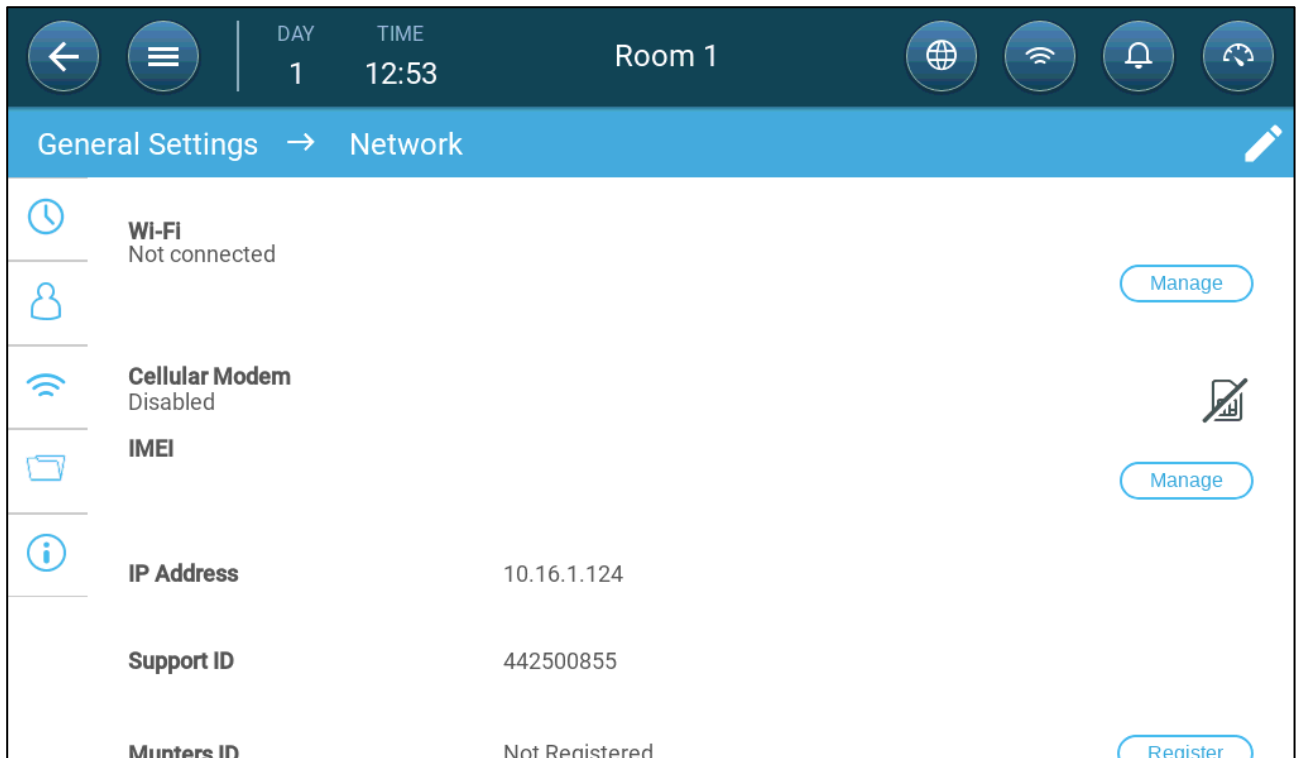 DAY TIME
1 12:53
Room 1
General Settings → Network
Wi-Fi
Not connected
Manage
Cellular Modem
Disabled
IMEI
Manage
IP Address 10.16.1.124
Support ID 442500855
Munters ID Not Registered Register